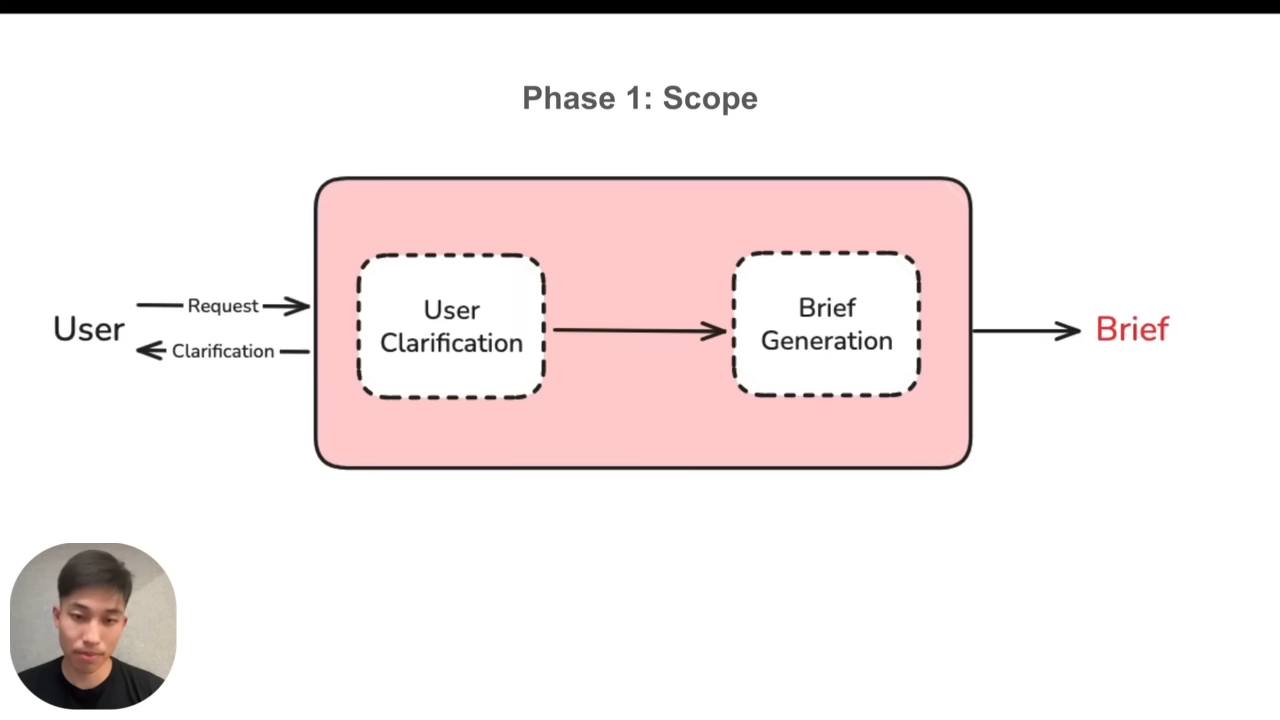 Phase 1: Scope
User
Request
Clarification
User
Clarification
Brief
Generation
Brief